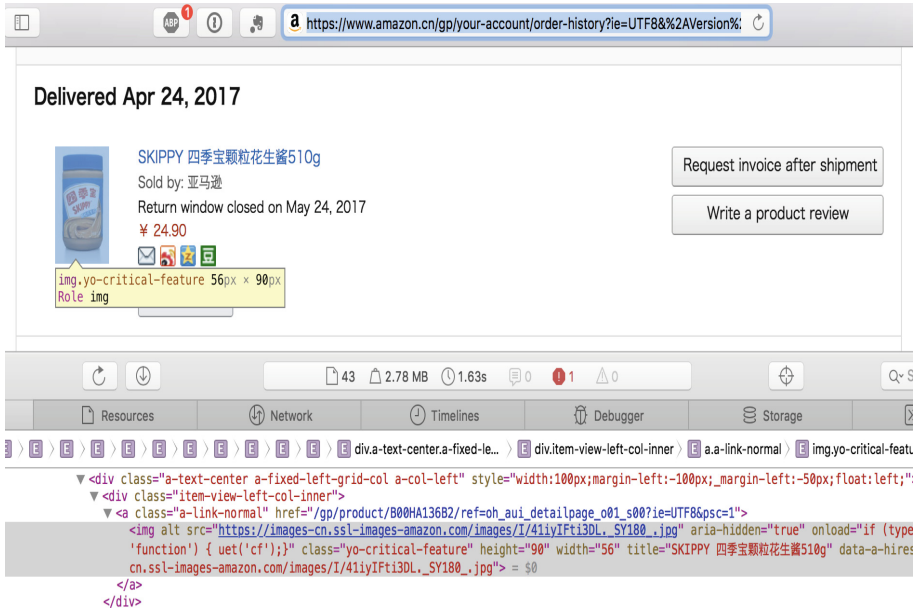 ABP 1
a https://www.amazon.cn/gp/your-account/order-history?ie=UTF8&%2AVersion%2
Delivered Apr 24, 2017
四季宝
SKIPPY
SKIPPY 四季宝颗粒花生酱510g
Sold by: 亚马逊
Return window closed on May 24, 2017
¥ 24.90
豆
Request invoice after shipment
Write a product review
img.yo-critical-feature 56px × 90px
Role img
43 2.78 MB 1.63s 0 1 0
Resources Network Timelines Debugger Storage
E E E E E E E E E E E E div.a-text-center.a-fixed-le... E div.item-view-left-col-inner E a.a-link-normal E img.yo-critical-featu
<div class="a-text-center a-fixed-left-grid-col a-col-left" style="width:100px;margin-left:-100px;_margin-left:-50px;float:left;">
<div class="item-view-left-col-inner">
<a class="a-link-normal" href="/gp/product/B00HA136B2/ref=oh_aui_detailpage_o01_s00?ie=UTF8&psc=1">
<img alt src="https://images-cn.ssl-images-amazon.com/images/I/41iyIFti3DL._SY180_.jpg" aria-hidden="true" onload="if (type
'function') { uet('cf');}" class="yo-critical-feature" height="90" width="56" title="SKIPPY 四季宝颗粒花生酱510g" data-a-hires
cn.ssl-images-amazon.com/images/I/41iyIFti3DL._SY180_.jpg"> = $0
</a>
</div>